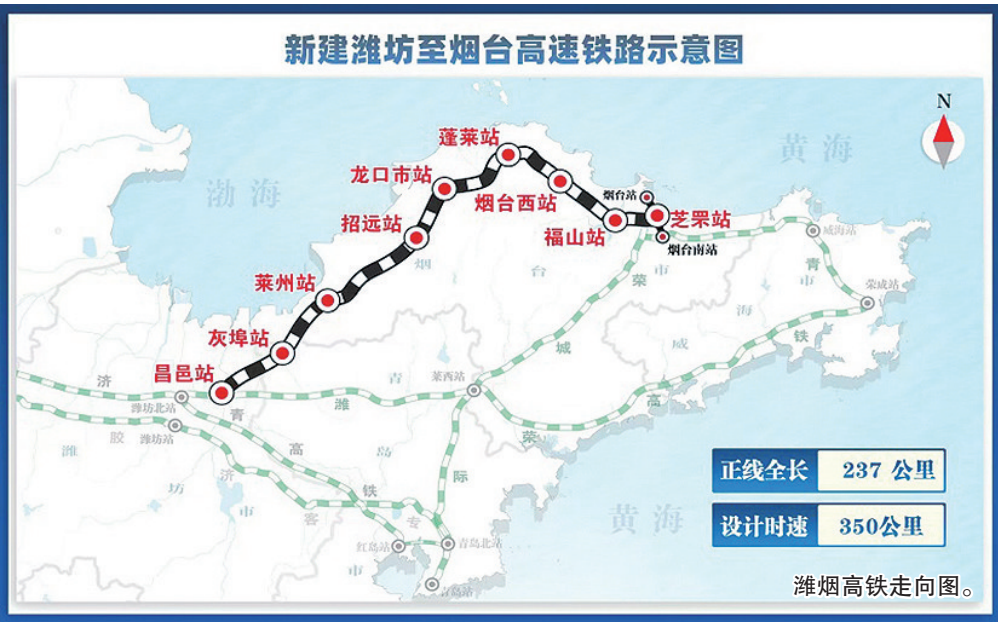 新建潍坊至烟台高速铁路示意图
N
黄海
渤海
蓬莱站
龙口市站
烟台西站
烟台站
芝罘站
招远站
福山站
烟台南站
威海站
烟
台
市
荣
青
荣成站
莱州站
海
市
灰埠站
城
威
铁
昌邑站
莱西站
济
青
潍坊北站
青
潍
高
荣
胶
潍坊站
潍
高
岛
济
铁
际
坊
市
客
专
市
红岛站
青岛北站
青岛站
黄海
正线全长 237 公里
设计时速 350公里
潍烟高铁走向图。